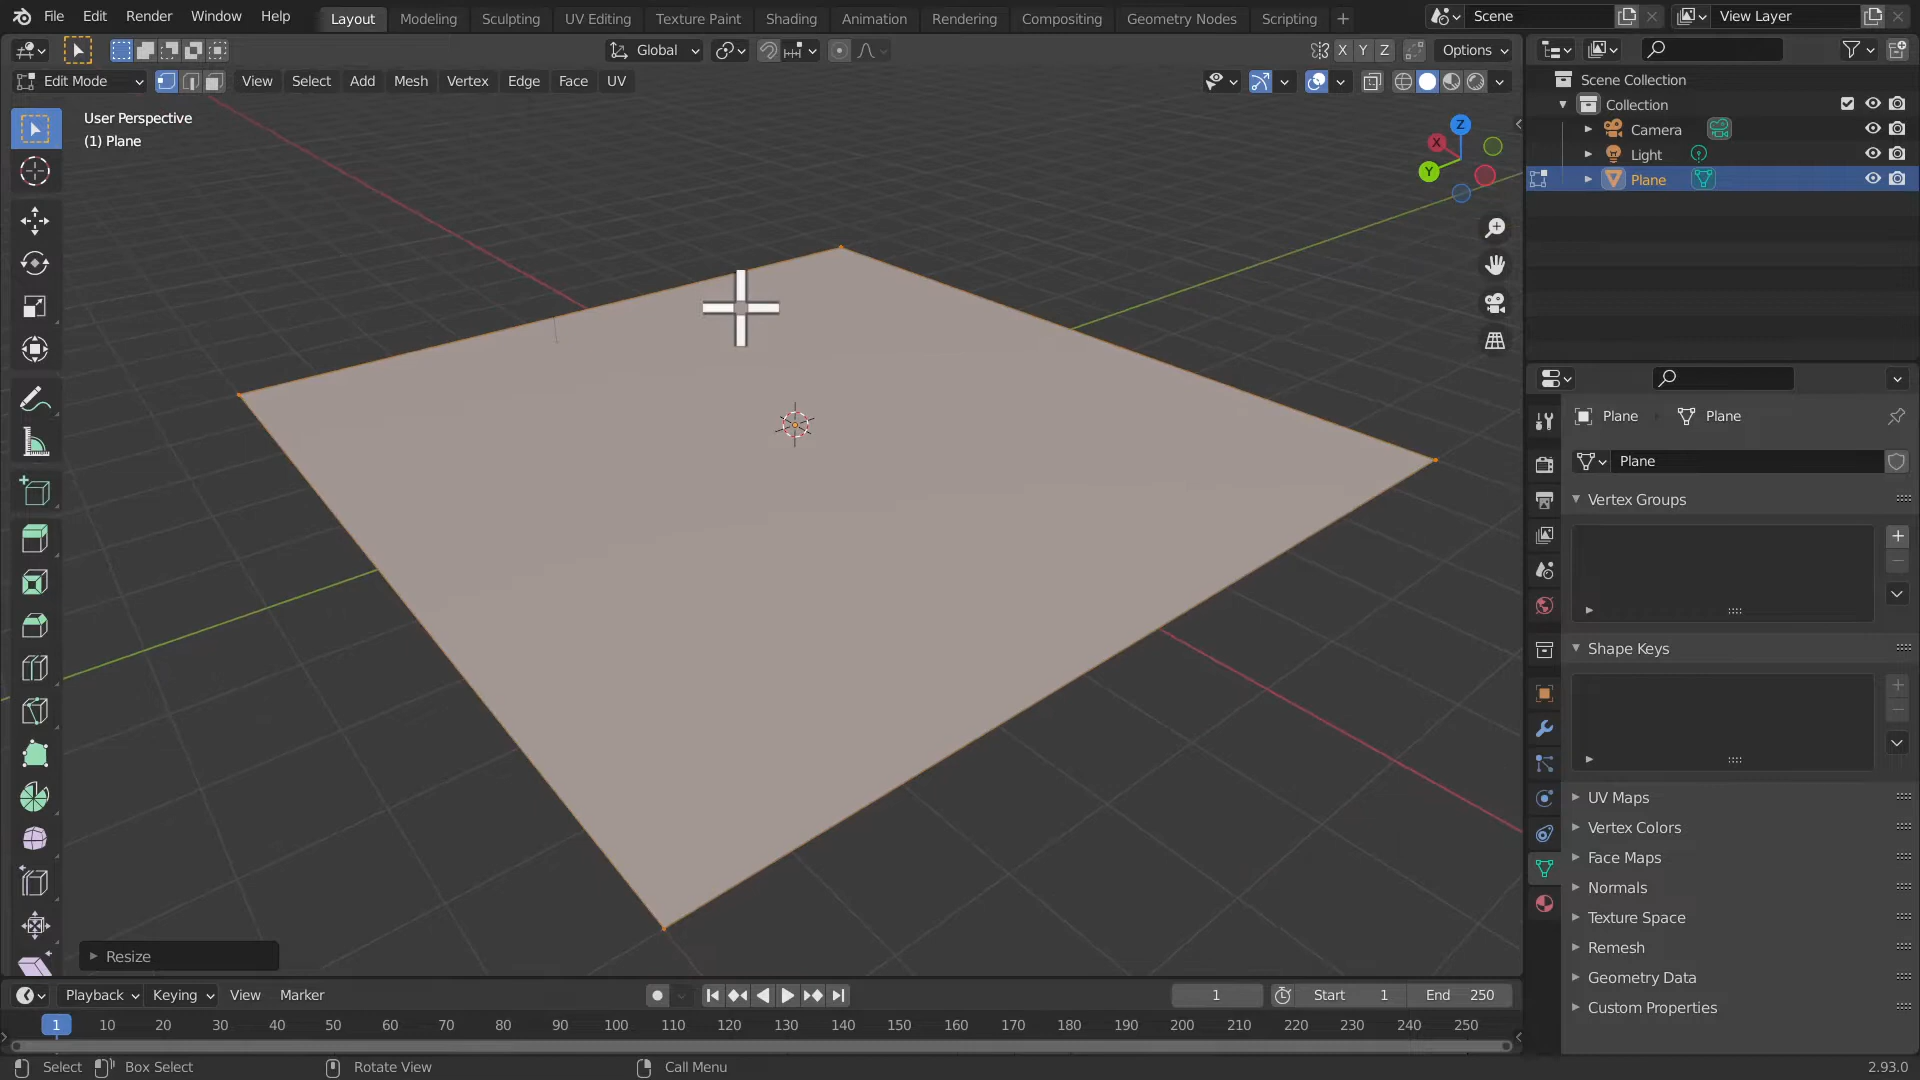 File Edit Render Window Help Layout Modeling Sculpting UV Editing Texture Paint Shading Animation Rendering Compositing Geometry Nodes Scripting + Scene View Layer
Global X Y Z Options
Edit Mode View Select Add Mesh Vertex Edge Face UV
User Perspective
(1) Plane
Z
X
Y
Scene Collection
Collection
Camera
Light
Plane
Plane Plane
Plane
Vertex Groups
Shape Keys
UV Maps
Vertex Colors
Face Maps
Normals
Texture Space
Remesh
Geometry Data
Custom Properties
Resize
Playback Keying View Marker 1 Start 1 End 250
1 10 20 30 40 50 60 70 80 90 100 110 120 130 140 150 160 170 180 190 200 210 220 230 240 250
Select Box Select Rotate View Call Menu 2.93.0